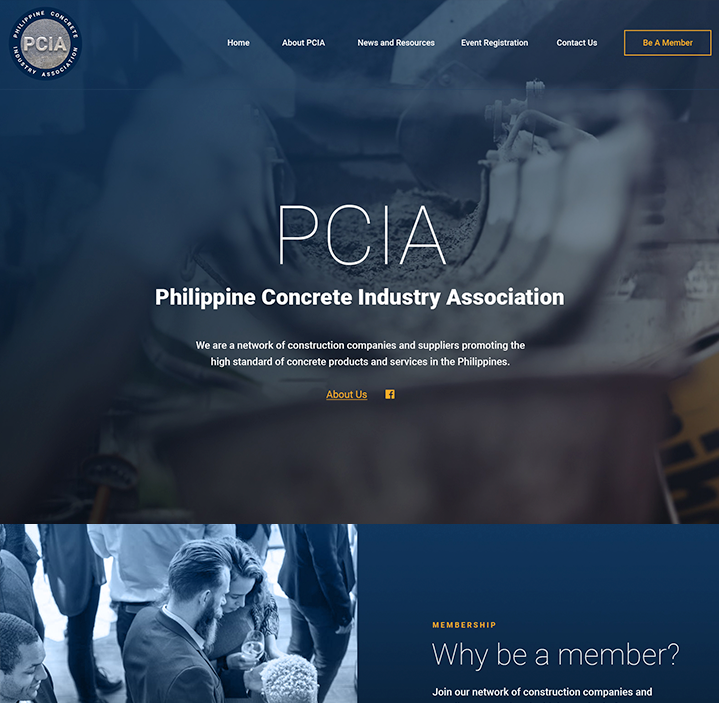 PHILIPPINE CONCRETE
PCIA
INDUSTRY ASSOCIATION
Home About PCIA News and Resources Event Registration Contact Us Be A Member
PCIA
Philippine Concrete Industry Association
We are a network of construction companies and suppliers promoting the
high standard of concrete products and services in the Philippines.
About Us
MEMBERSHIP
Why be a member?
Join our network of construction companies and